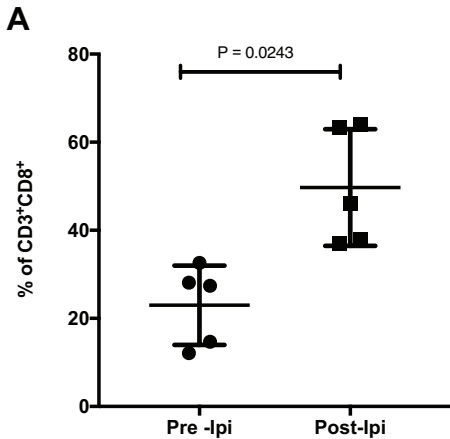 A
P = 0.0243
80
60
40
20
0
% of CD3⁺CD8⁺
Pre -Ipi
Post-Ipi